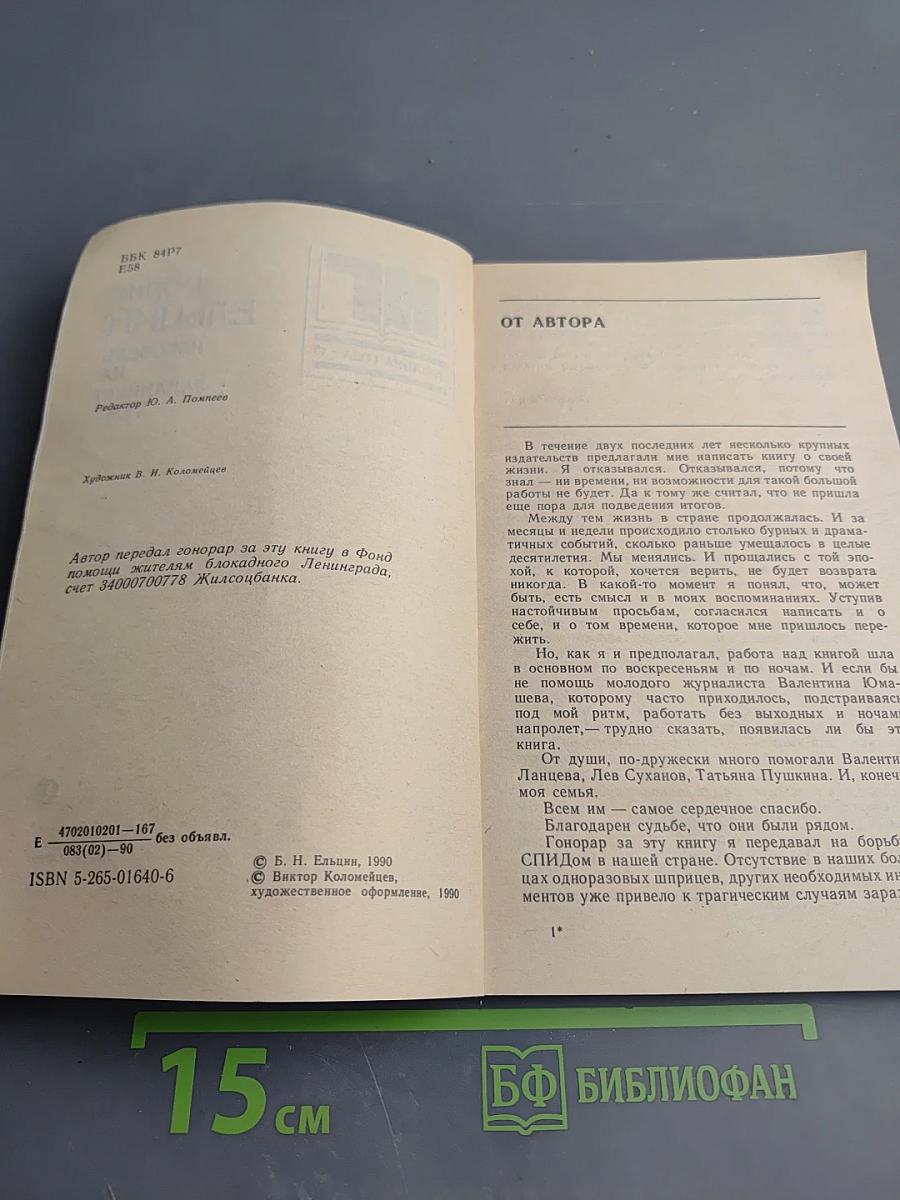 ББК 84Р7
Е58
Редактор Ю. А. Помпеев
Художник В. И. Коломейцев
Автор передал гонорар за эту книгу в Фонд
помощи жителям блокадного Ленинграда,
счет 34000700778 Жилсоцбанка.
Е 4702010201—167
083(02)—90 без объявл.
ISBN 5-265-01640-6
© Б. Н. Ельцин, 1990
© Виктор Коломейцев,
художественное оформление, 1990
ОТ АВТОРА
В течение двух последних лет несколько крупных
издательств предлагали мне написать книгу о своей
жизни. Я отказывался. Отказывался, потому что
знал — ни времени, ни возможности для такой большой
работы не будет. Да к тому же считал, что не пришла
еще пора для подведения итогов.
Между тем жизнь в стране продолжалась. И за
месяцы и недели происходило столько бурных и драма-
тичных событий, сколько раньше умещалось в целые
десятилетия. Мы менялись. И прощались с той эпо-
хой, к которой, хочется верить, не будет возврата
никогда. В какой-то момент я понял, что, может
быть, есть смысл и в моих воспоминаниях. Уступив
настойчивым просьбам, согласился написать и о
себе, и о том времени, которое мне пришлось пере-
жить.
Но, как я и предполагал, работа над книгой шла
в основном по воскресеньям и по ночам. И если бы
не помощь молодого журналиста Валентина Юма-
шева, которому часто приходилось, подстраиваясь
под мой ритм, работать без выходных и ночами
напролет,— трудно сказать, появилась ли бы эт
книга.
От души, по-дружески много помогали Валенти
Ланцева, Лев Суханов, Татьяна Пушкина. И, конеч
моя семья.
Всем им — самое сердечное спасибо.
Благодарен судьбе, что они были рядом.
Гонорар за эту книгу я передавал на борьб
СПИДом в нашей стране. Отсутствие в наших бол
цах одноразовых шприцев, других необходимых ин
ментов уже привело к трагическим случаям зараж
1*
15 см
БФ БИБЛИОФАН